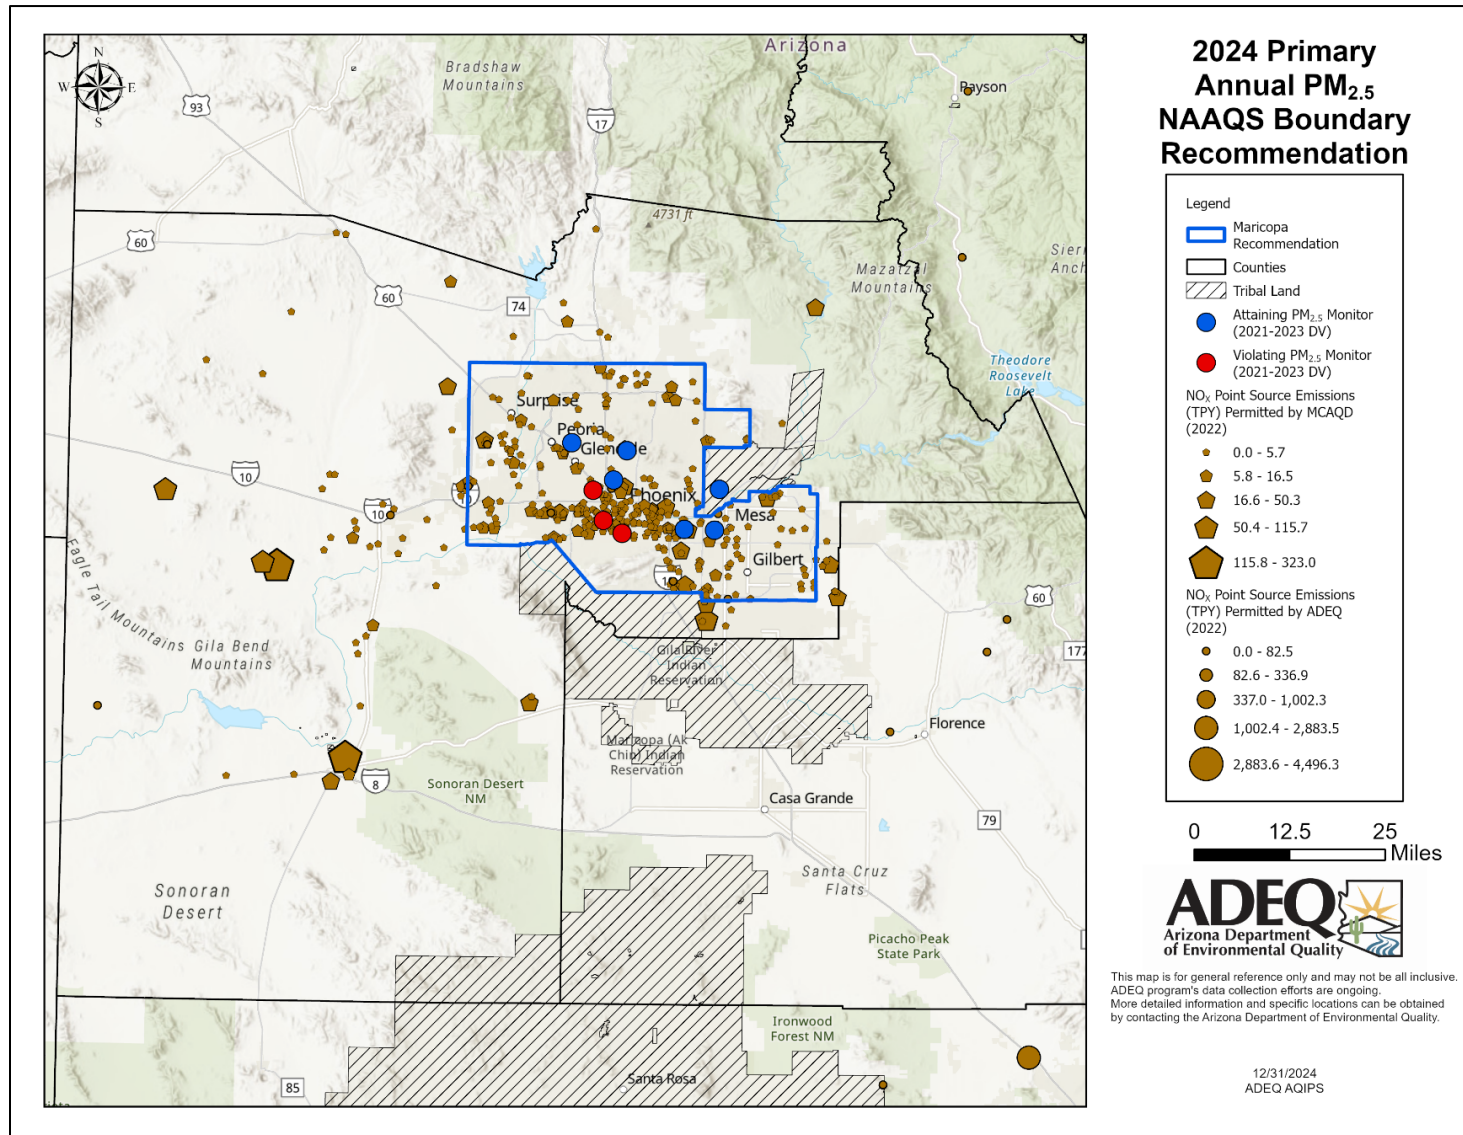 2024 Primary
Annual PM2.5
NAAQS Boundary
Recommendation
Legend
Maricopa
Recommendation
Counties
Tribal Land
Attaining PM2.5 Monitor
(2021-2023 DV)
Violating PM2.5 Monitor
(2021-2023 DV)
NOX Point Source Emissions
(TPY) Permitted by MCAQD
(2022)
0.0 - 5.7
5.8 - 16.5
16.6 - 50.3
50.4 - 115.7
115.8 - 323.0
NOX Point Source Emissions
(TPY) Permitted by ADEQ
(2022)
0.0 - 82.5
82.6 - 336.9
337.0 - 1,002.3
1,002.4 - 2,883.5
2,883.6 - 4,496.3
0 12.5 25
Miles
ADEQ
Arizona Department
of Environmental Quality
This map is for general reference only and may not be all inclusive.
ADEQ program's data collection efforts are ongoing.
More detailed information and specific locations can be obtained
by contacting the Arizona Department of Environmental Quality.
12/31/2024
ADEQ AQIPS
N
W E
S
Arizona
Bradshaw
Mountains
Payson
93
17
4731 ft
60
Mazatzal
Mountains
60
74
Theodore
Roosevelt
Lake
Surprise
Peoria
Glendale
10
10
10
Phoenix
Mesa
Gilbert
Eagle Tail Mountains
Gila Bend
Mountains
60
177
Gila River
Indian
Reservation
Florence
Maricopa (Ak
Chin) Indian
Reservation
8
Sonoran Desert
NM
Casa Grande
79
Santa Cruz
Flats
Sonoran
Desert
Picacho Peak
State Park
Ironwood
Forest NM
85
Santa Rosa